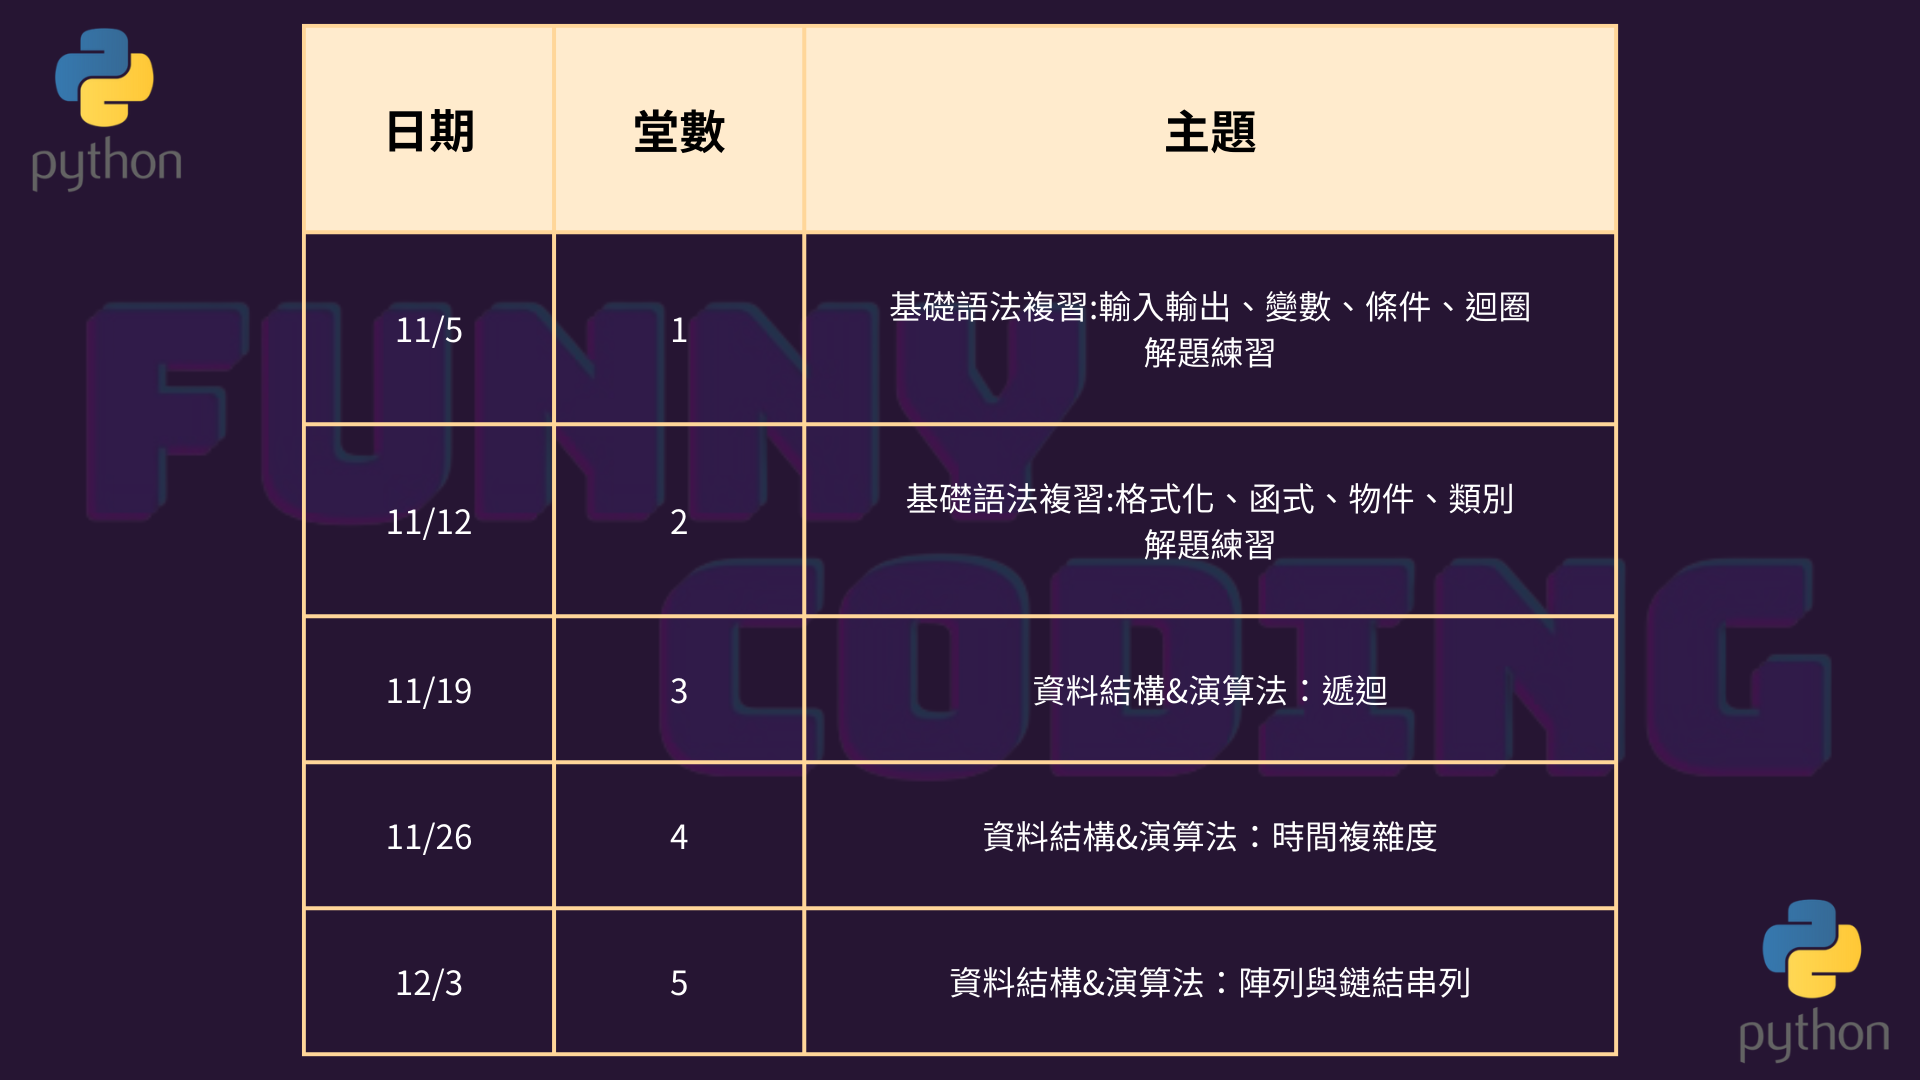 python
日期 堂數 主題
11/5 1 基礎語法複習:輸入輸出、變數、條件、迴圈
解題練習
11/12 2 基礎語法複習:格式化、函式、物件、類別
解題練習
11/19 3 資料結構&演算法：遞迴
11/26 4 資料結構&演算法：時間複雜度
12/3 5 資料結構&演算法：陣列與鏈結串列
FUNNY
CODING
python